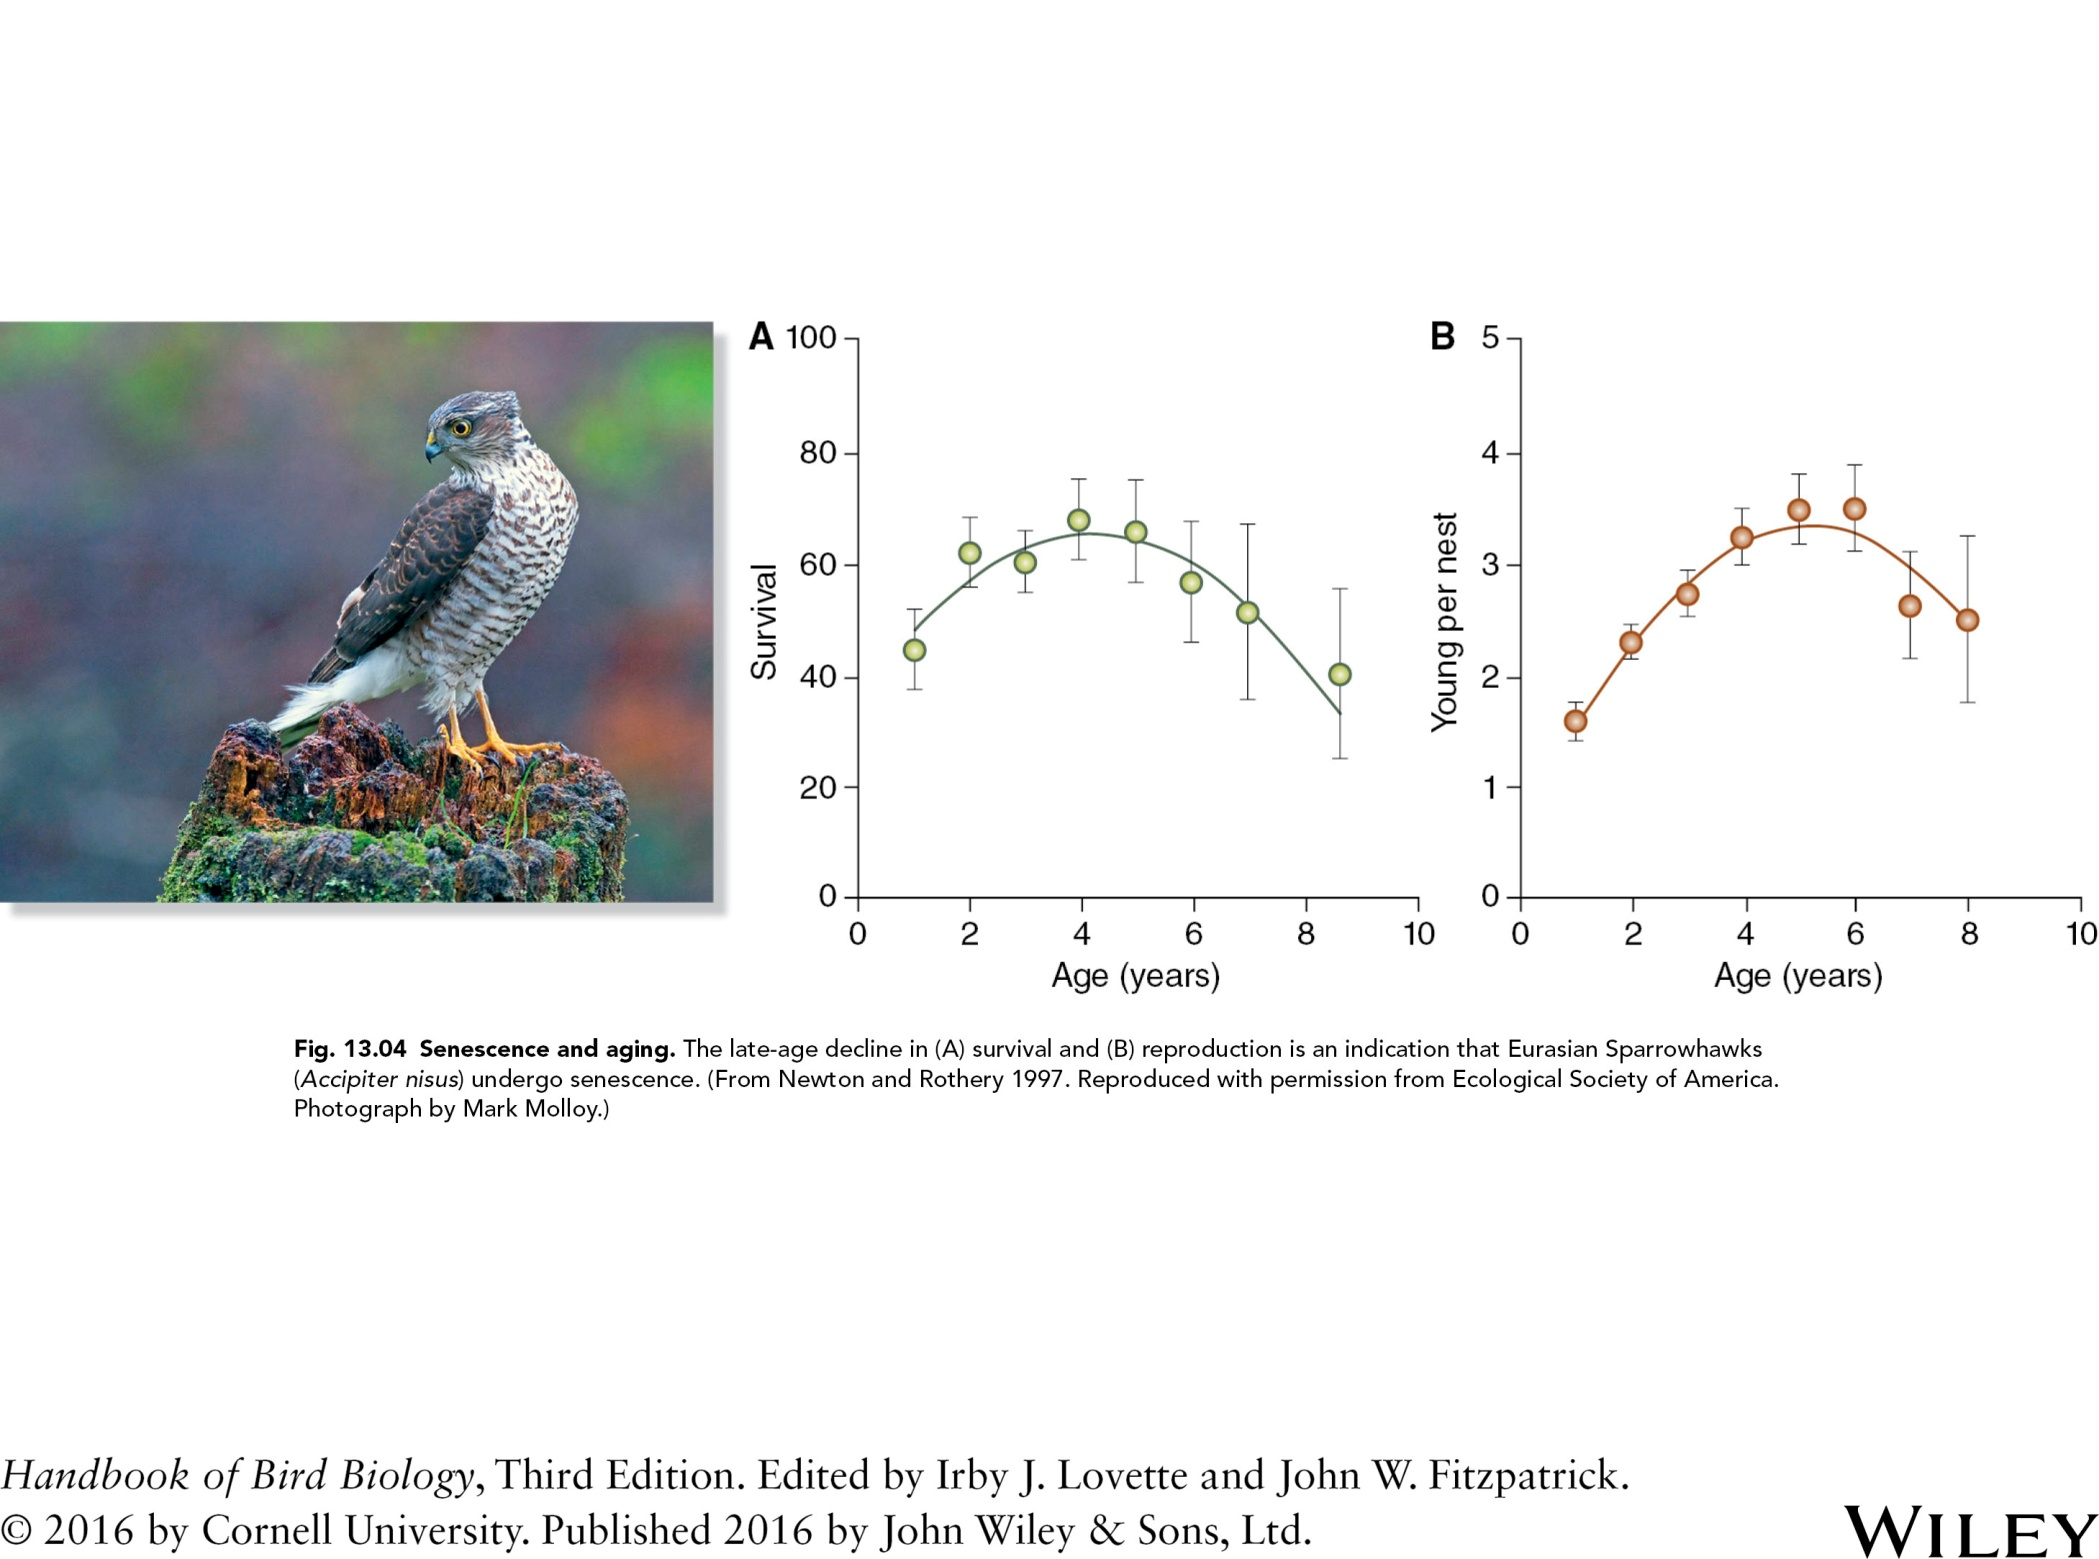 A
100
80
60
40
20
0
Survival
0 2 4 6 8 10
Age (years)
B
5
4
3
2
1
0
Young per nest
0 2 4 6 8 10
Age (years)
Fig. 13.04 Senescence and aging. The late-age decline in (A) survival and (B) reproduction is an indication that Eurasian Sparrowhawks
(Accipiter nisus) undergo senescence. (From Newton and Rothery 1997. Reproduced with permission from Ecological Society of America.
Photograph by Mark Molloy.)
Handbook of Bird Biology, Third Edition. Edited by Irby J. Lovette and John W. Fitzpatrick.
© 2016 by Cornell University. Published 2016 by John Wiley & Sons, Ltd.
WILEY